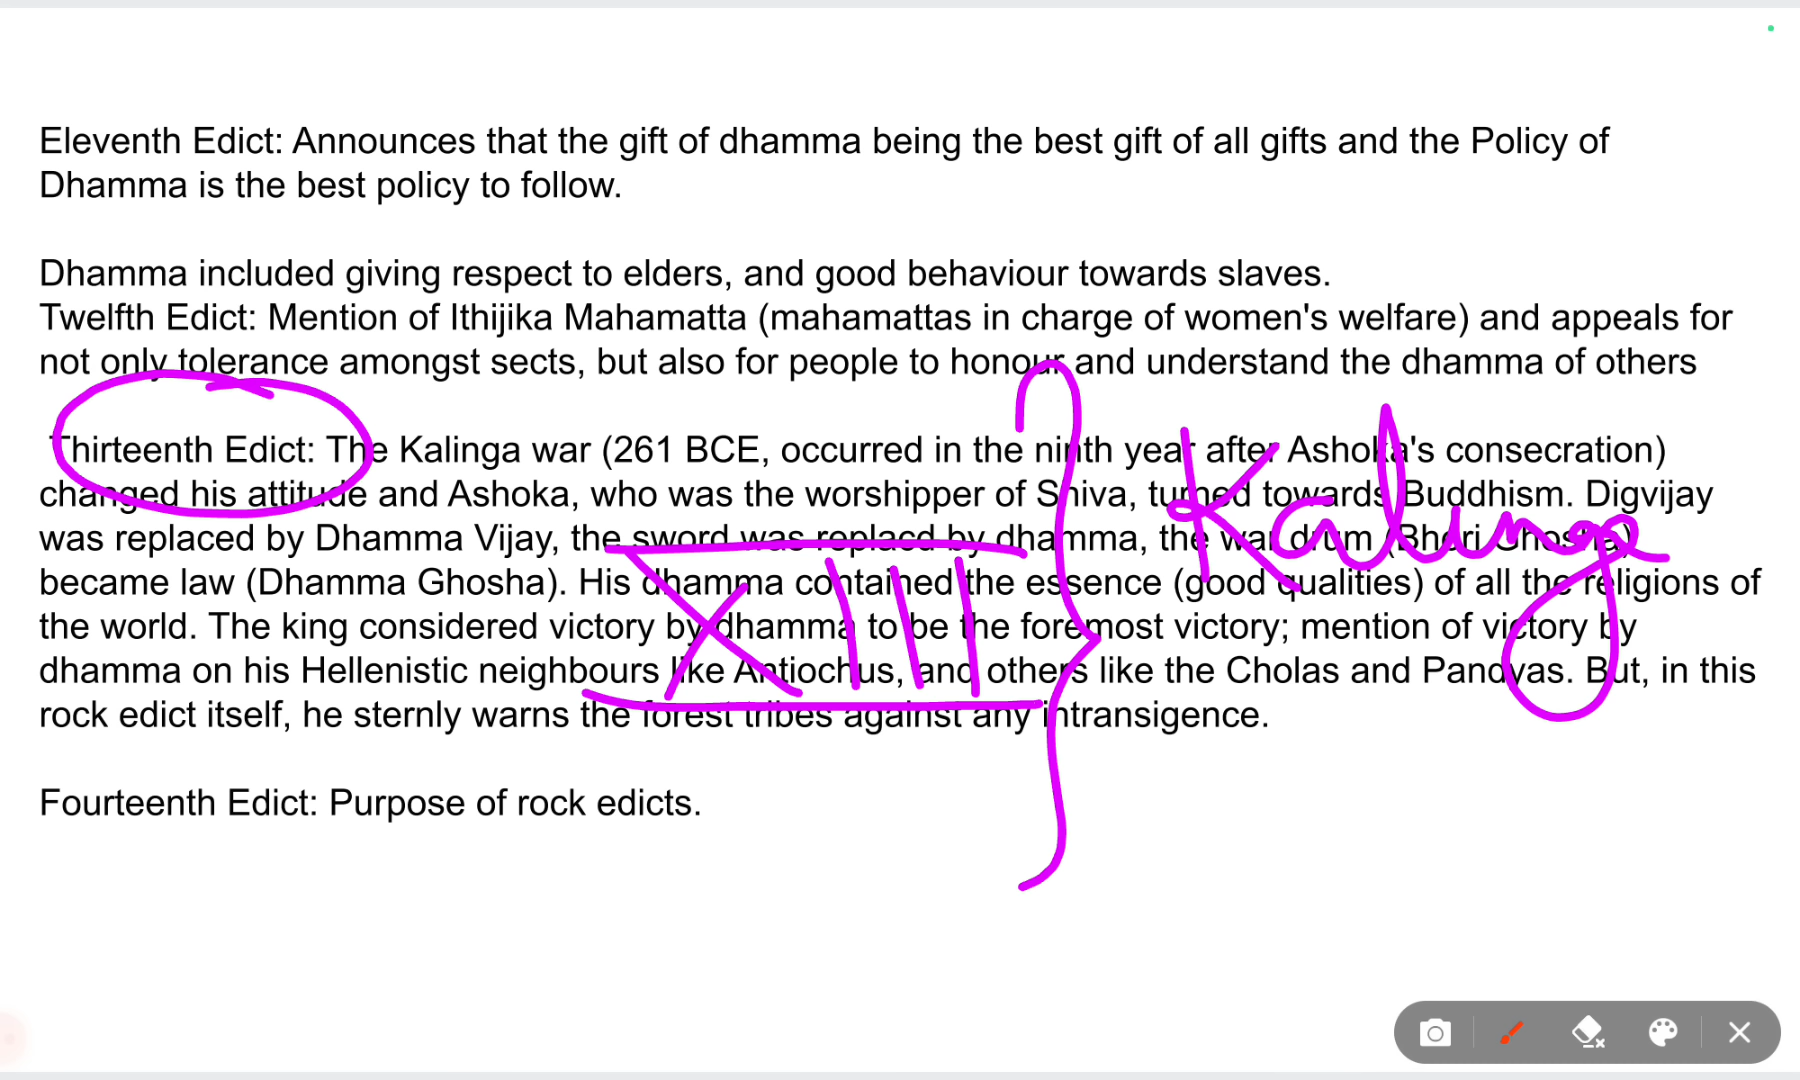 Eleventh Edict: Announces that the gift of dhamma being the best gift of all gifts and the Policy of
Dhamma is the best policy to follow.
Dhamma included giving respect to elders, and good behaviour towards slaves.
Twelfth Edict: Mention of Ithijika Mahamatta (mahamattas in charge of women's welfare) and appeals for
not only tolerance amongst sects, but also for people to honour and understand the dhamma of others
Thirteenth Edict: The Kalinga war (261 BCE, occurred in the ninth year after Ashoka's consecration)
changed his attitude and Ashoka, who was the worshipper of Shiva, turned towards Buddhism. Digvijay
was replaced by Dhamma Vijay, the sword was replaced by dhamma, the war drum (Bheri Ghosha)
became law (Dhamma Ghosha). His dhamma contained the essence (good qualities) of all the religions of
the world. The king considered victory by dhamma to be the foremost victory; mention of victory by
dhamma on his Hellenistic neighbours like Antiochus, and others like the Cholas and Pandyas. But, in this
rock edict itself, he sternly warns the forest tribes against any intransigence.
Fourteenth Edict: Purpose of rock edicts.
XIII
Kalinga